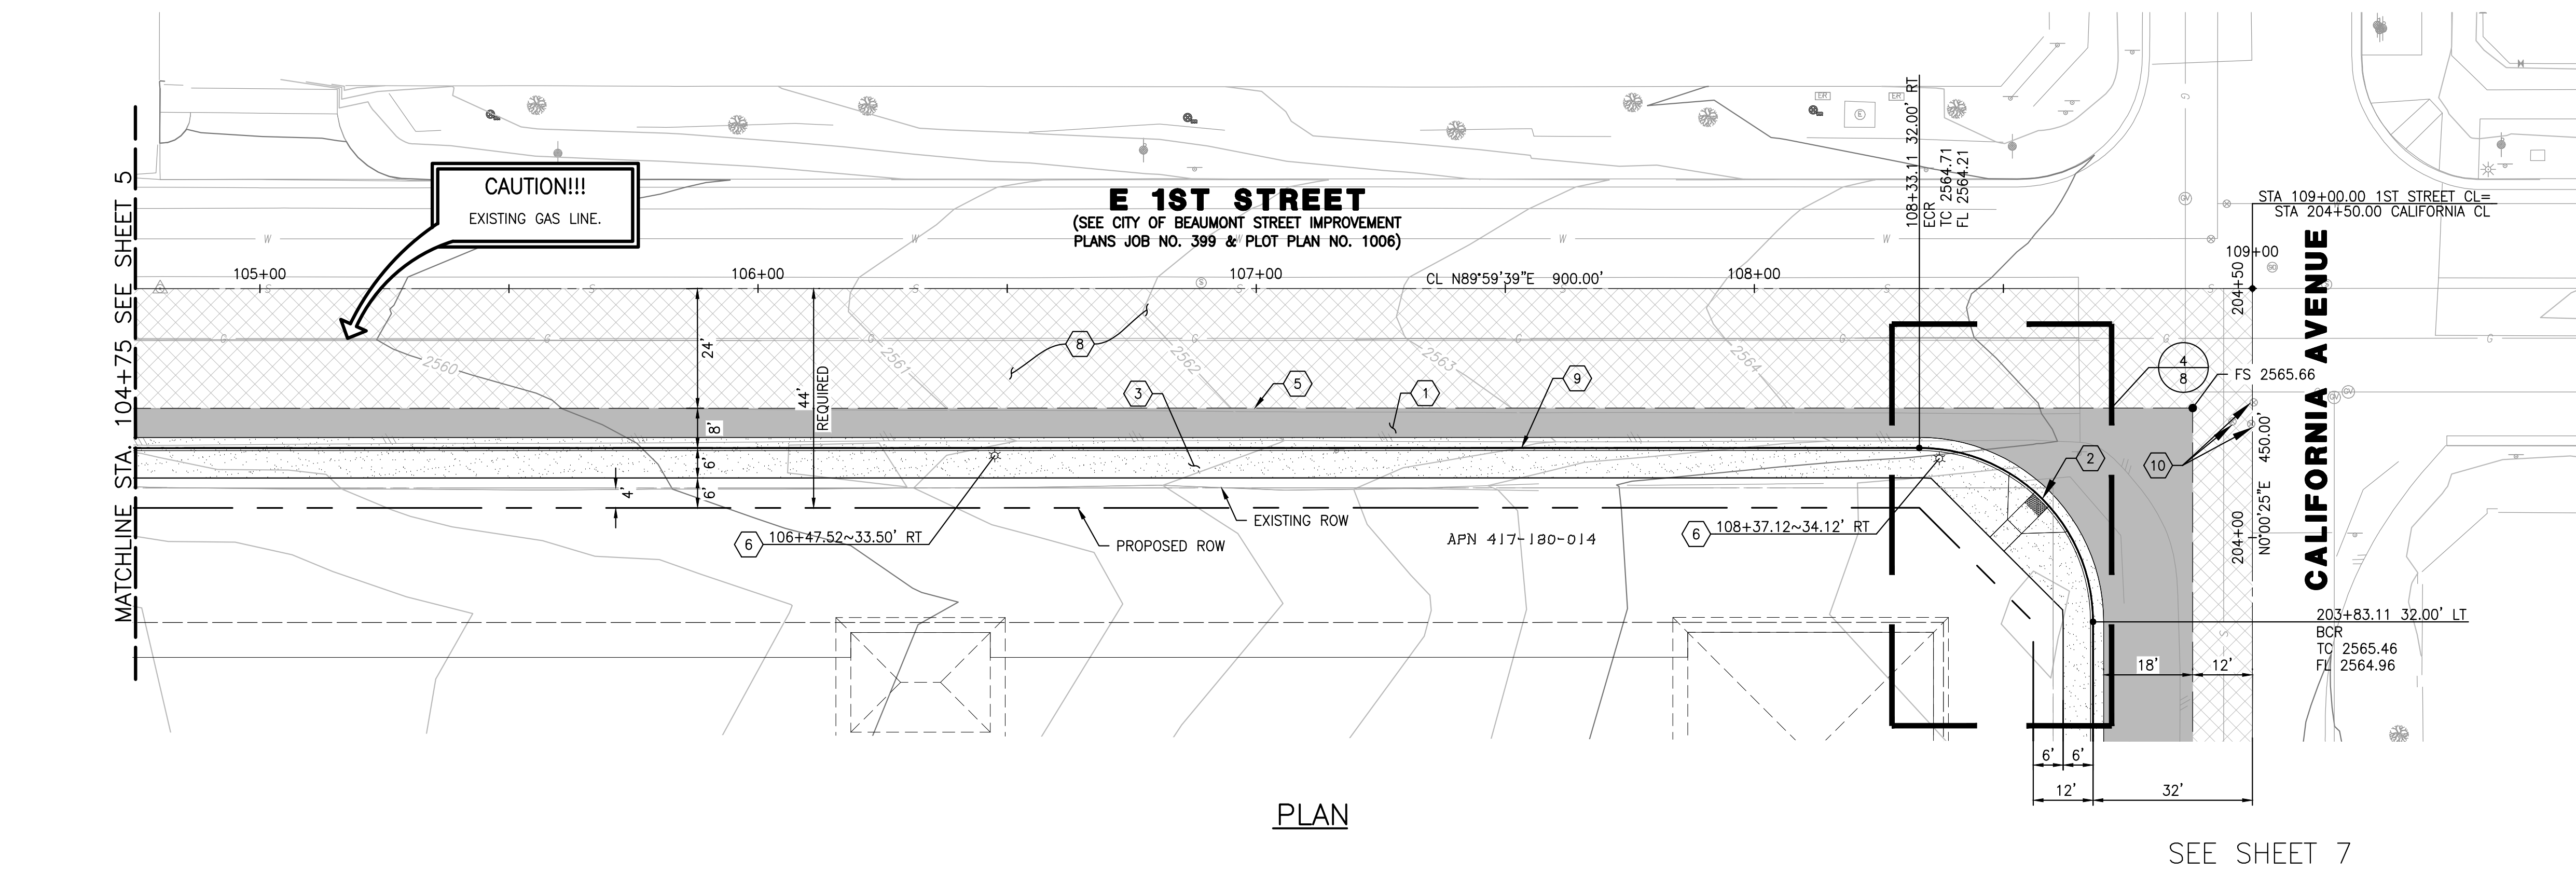 MATCHLINE STA. 104+75 SEE SHEET 5
CAUTION!!!
EXISTING GAS LINE.
E 1ST STREET
(SEE CITY OF BEAUMONT STREET IMPROVEMENT
PLANS JOB NO. 399 & PLOT PLAN NO. 1006)
108+33.11 32.00' RT
ECR
TC 2564.71
FL 2564.21
STA 109+00.00 1ST STREET CL=
STA 204+50.00 CALIFORNIA CL
105+00
106+00
107+00
CL N89°59'39"E 900.00'
108+00
109+00
204+50
CALIFORNIA AVENUE
ER
ER
E
GV
W
W
W
W
W
S
S
S
S
S
S
S
S
SD
G
G
G
G
G
G
G
G
G
GV
GV
2560
2561
2562
2563
2564
24'
44'
REQUIRED
8'
6'
6'
4'
8
3
5
1
9
4
8
FS 2565.66
2
10
N0°00'25"E 450.00'
204+00
6
106+47.52~33.50' RT
EXISTING ROW
PROPOSED ROW
APN 417-180-014
6
108+37.12~34.12' RT
203+83.11 32.00' LT
BCR
TC 2565.46
FL 2564.96
S
18'
12'
6'
6'
12'
32'
PLAN
SEE SHEET 7